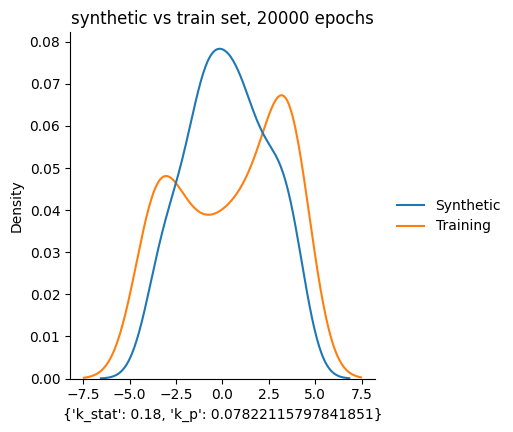 synthetic vs train set, 20000 epochs
0.08
0.07
0.06
0.05
0.04
0.03
0.02
0.01
0.00
Density
Synthetic
Training
−7.5 −5.0 −2.5 0.0 2.5 5.0 7.5
{'k_stat': 0.18, 'k_p': 0.07822115797841851}